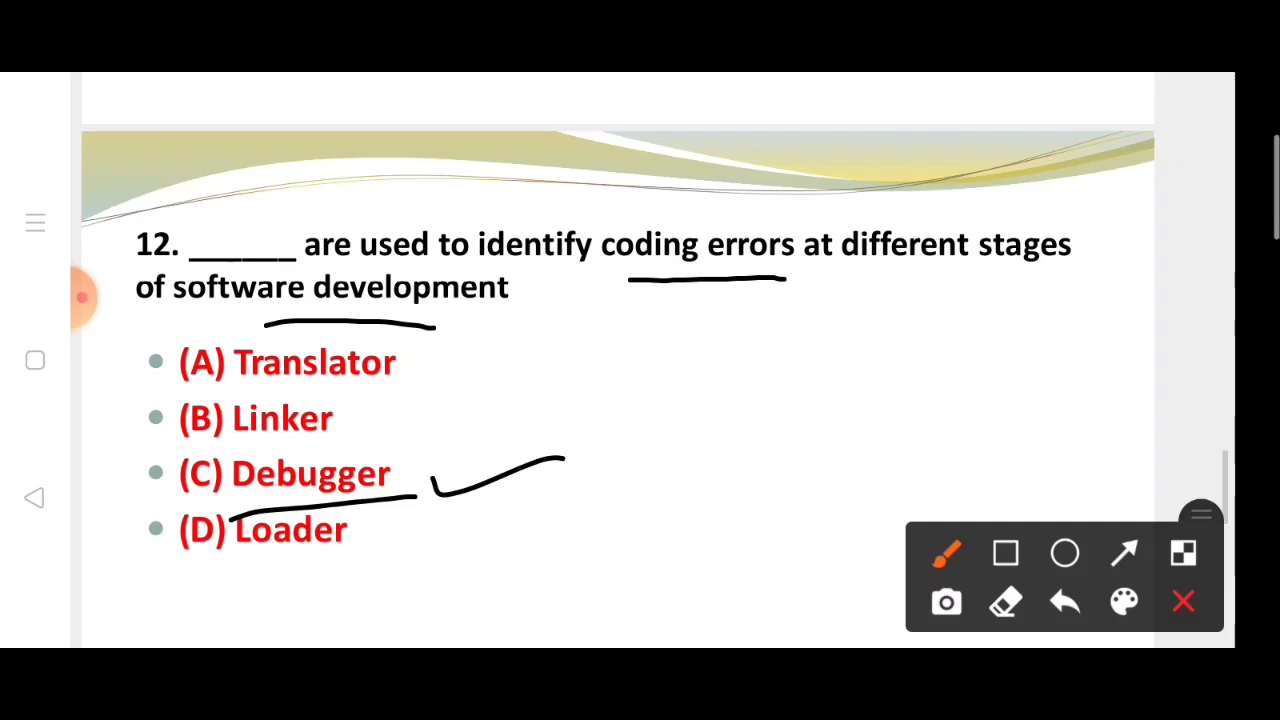 12. ______ are used to identify coding errors at different stages
of software development
(A) Translator
(B) Linker
(C) Debugger
(D) Loader